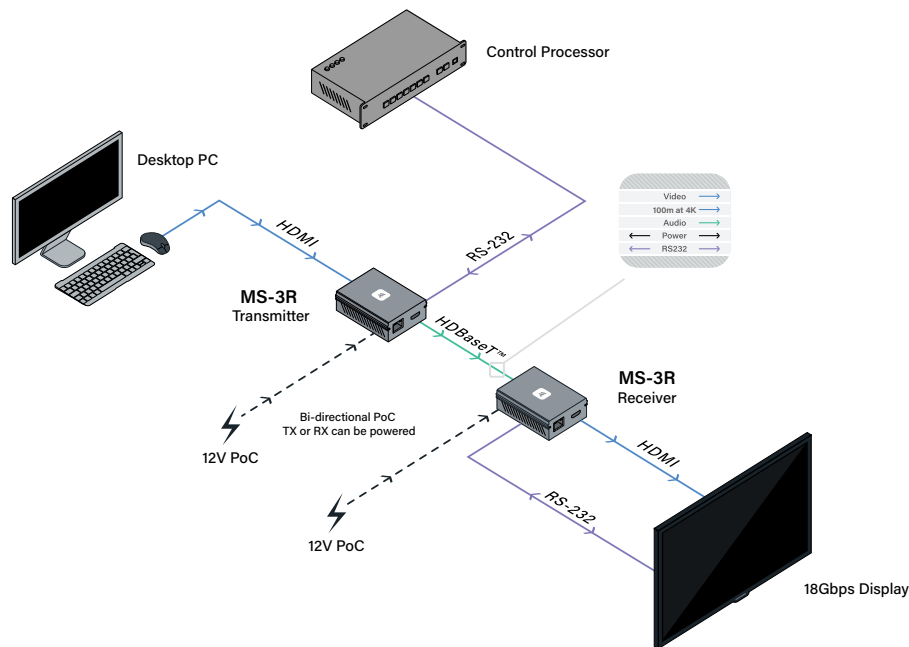 Control Processor
Desktop PC
Video
100m at 4K
Audio
Power
RS232
HDMI
RS-232
MS-3R
Transmitter
HDBaseT™
MS-3R
Receiver
Bi-directional PoC
TX or RX can be powered
12V PoC
HDMI
RS-232
12V PoC
18Gbps Display